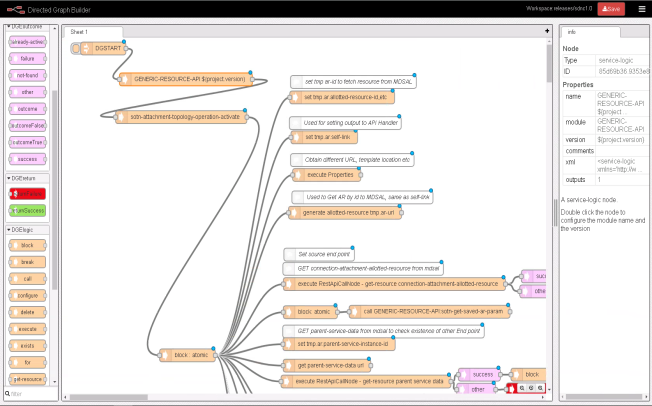 Directed Graph Builder
Workspace:releases/sdnc1.0
Save
DGEoutcome
already-active
failure
not-found
other
outcome
outcomeFalse
outcomeTrue
success
DGEreturn
returnSuccess
DGElogic
block
break
call
configure
delete
execute
exists
for
get-resource
filter
Sheet 1
+
DGSTART
GENERIC-RESOURCE-API ${project.version}
sotn-attachment-topology-operation-activate
set tmp ar-id to fetch resource from MDSAL
set tmp.ar.allotted-resource-id,etc
Used for setting output to API Handler
set tmp.ar.self-link
Obtain different URL, template location etc
execute Properties
Used to Get AR by id to MDSAL, same as self-link
generate allotted-resource tmp.ar-url
Set source end point
GET connection-attachment-allotted-resource from mdsal
execute RestApiCallNode - get-resource connection-attachment-allotted-resource
succ
other
block : atomic
call GENERIC-RESOURCE-API:sotn-get-saved-ar-param
GET parent-service-data from mdsal to check existence of other End point
set tmp.ar.parent-service-instance-id
block : atomic
get parent-service-data url
execute RestApiCallNode - get-resource parent service data
success
block
other
info
Node
Type
service-logic
ID
85d69b36.8353e8
Properties
name
GENERIC-
RESOURCE-API
${project....
module
GENERIC-
RESOURCE-API
version
${project.version}
comments
xml
<service-logic
xmlns='http://w...
outputs
1
A service-logic node.
Double click the node to
configure the module name and
the version